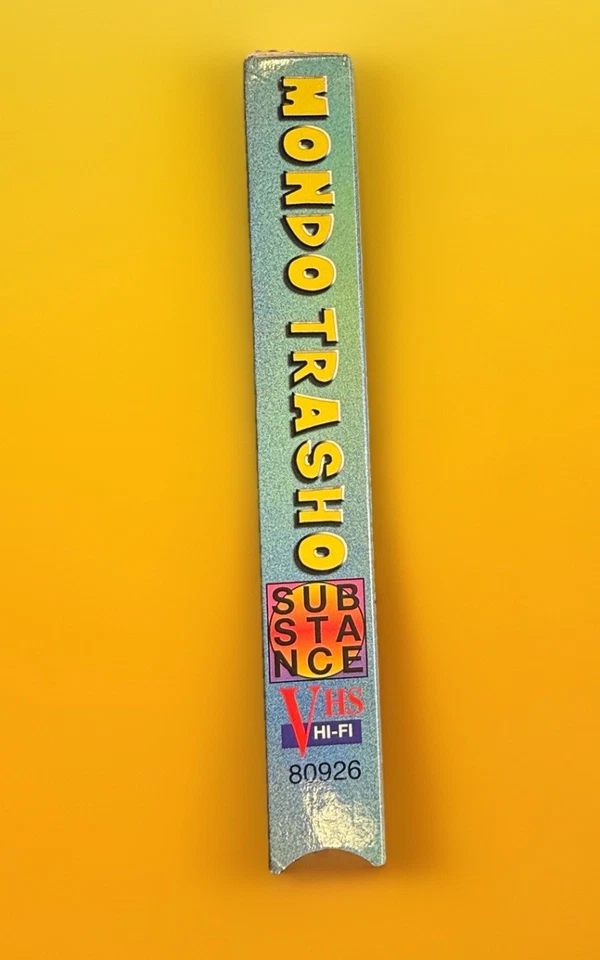 MONDO TRASHO
SUB
STA
NCE
VHS
HI-FI
80926